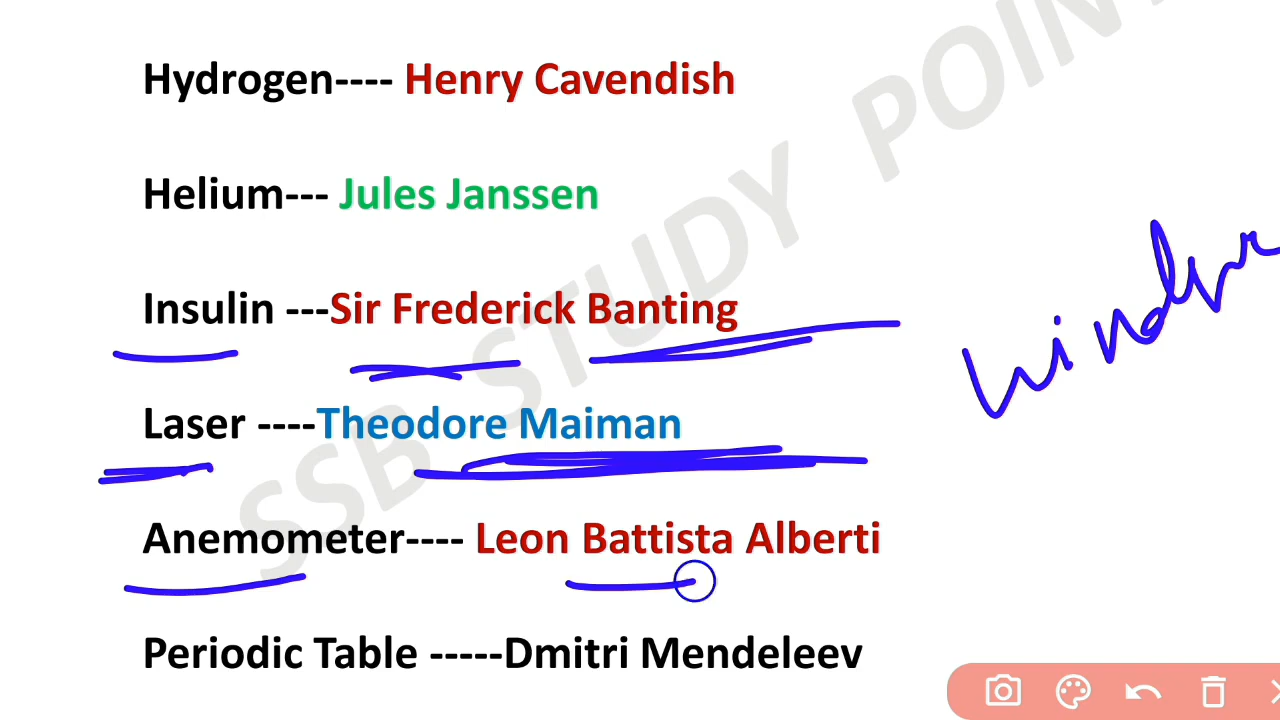 Hydrogen---- Henry Cavendish
Helium--- Jules Janssen
Insulin ---Sir Frederick Banting
Laser ----Theodore Maiman
Anemometer---- Leon Battista Alberti
Periodic Table -----Dmitri Mendeleev
SSB STUDY POINT